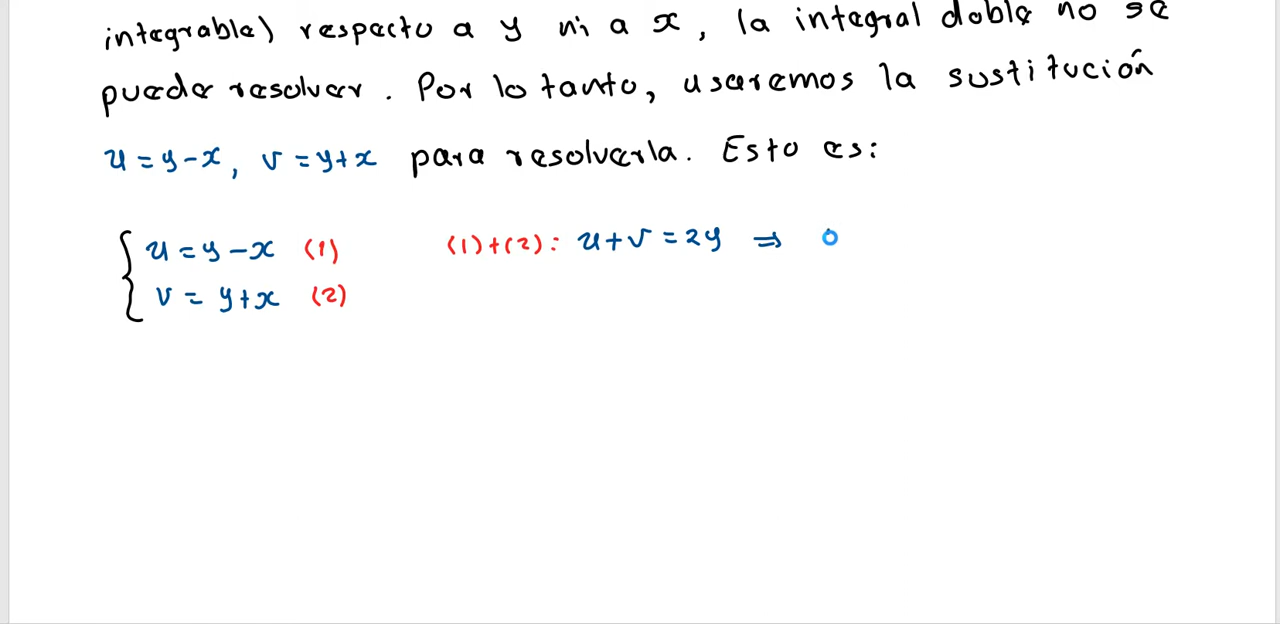 integrable) respecto a y ni a x, la integral doble no se
puede resolver. Por lo tanto, usaremos la sustitución
u = y - x, v = y + x para resolverla. Esto es:
u = y - x (1) (1)+(2): u + v = 2y ⇒
v = y + x (2)